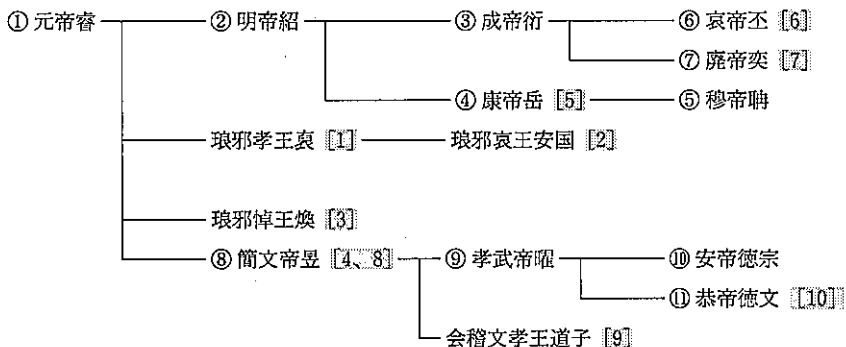 ① 元帝睿 ② 明帝紹 ③ 成帝衍 ⑥ 哀帝丕 [6]
⑦ 廃帝奕 [7]
④ 康帝岳 [5] ⑤ 穆帝聃
琅邪孝王裒 [1] 琅邪哀王安国 [2]
琅邪悼王煥 [3]
⑧ 簡文帝昱 [4、8] ⑨ 孝武帝曜 ⑩ 安帝徳宗
⑪ 恭帝徳文 [10]
会稽文孝王道子 [9]